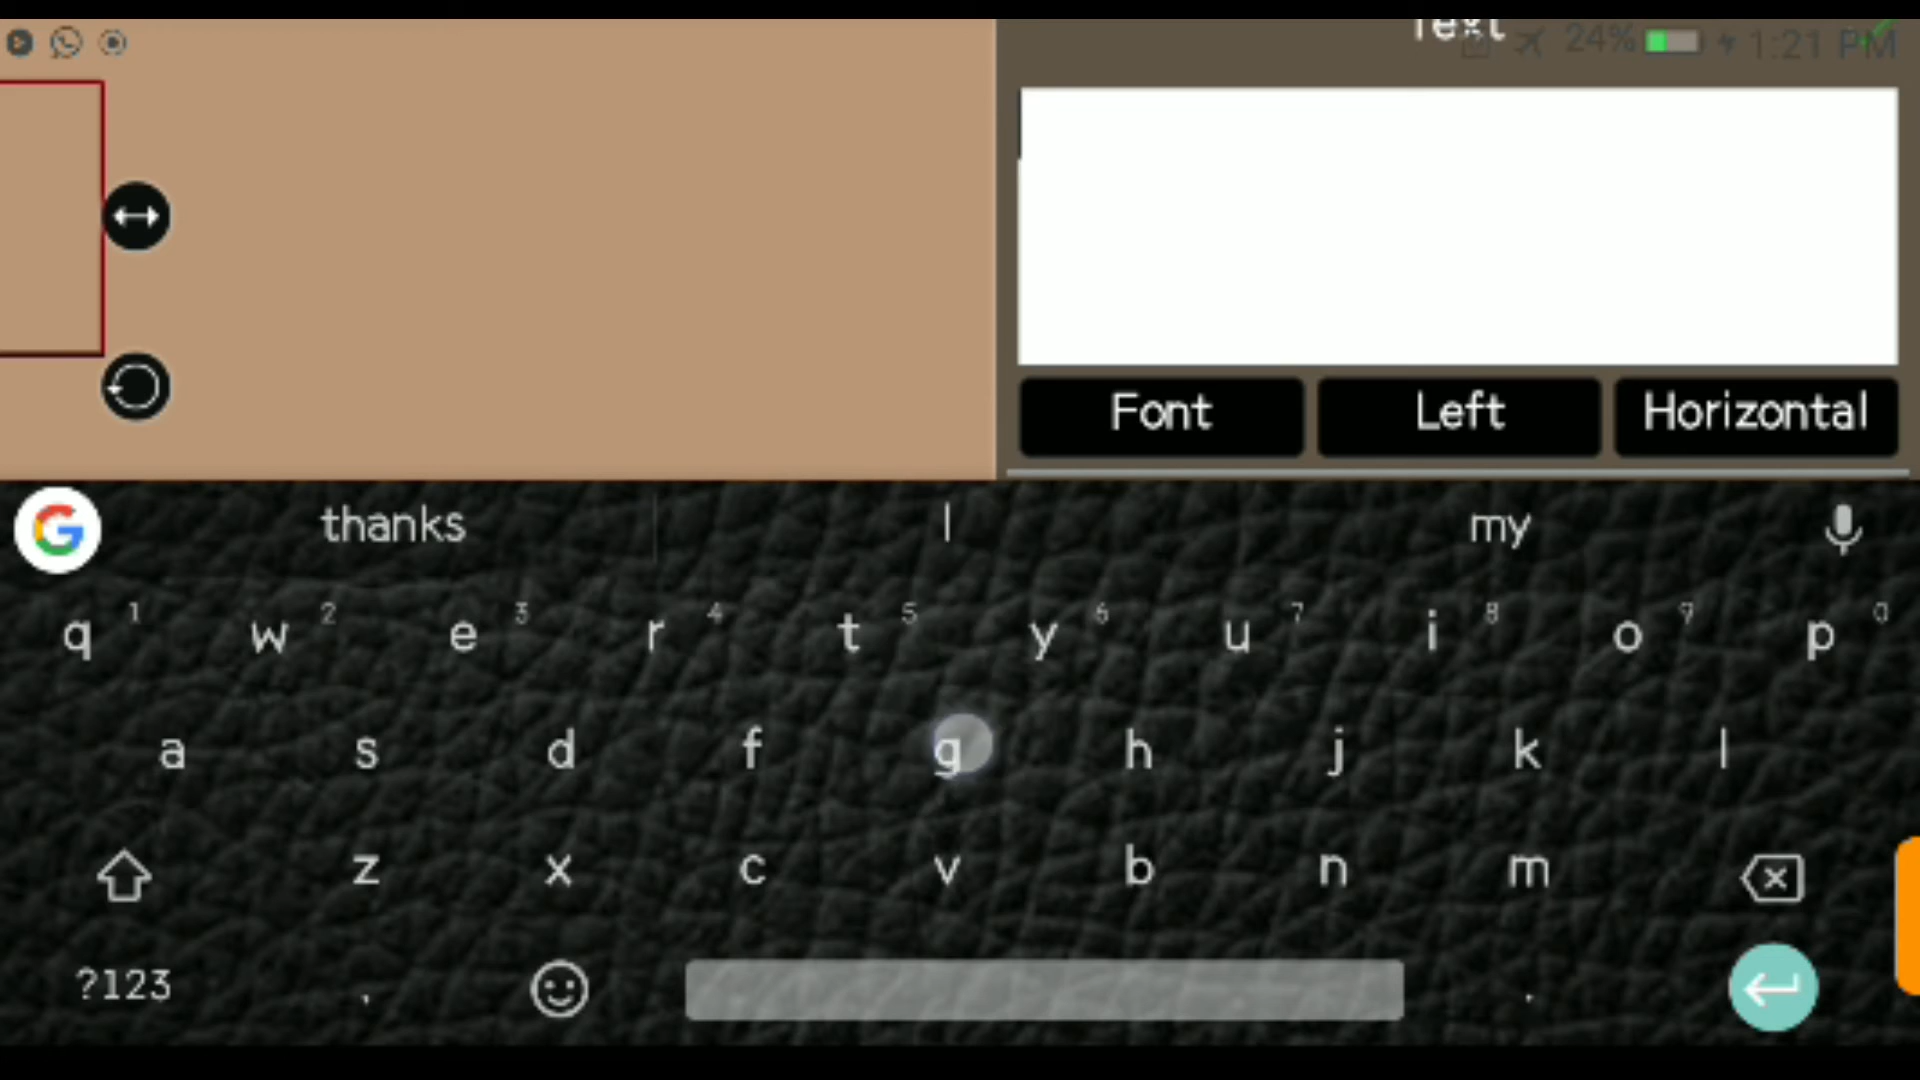 Text
24% 1:21 PM
Font Left Horizontal
G thanks I my
q 1 w 2 e 3 r 4 t 5 y 6 u 7 i 8 o 9 p 0
a s d f g h j k l
z x c v b n m
?123 , .